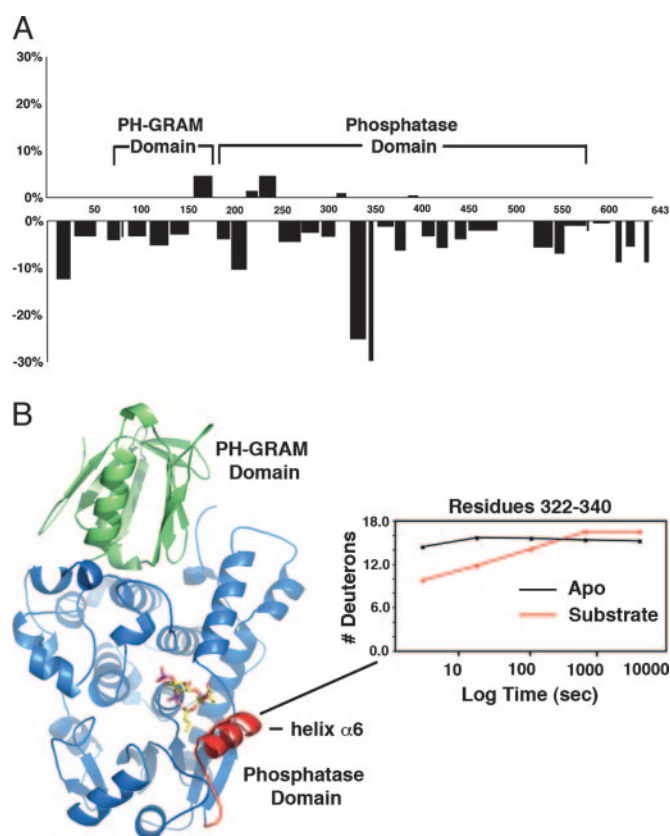 A
30%
20%
10%
0%
PH-GRAM
Domain
Phosphatase
Domain
50 100 150 200 250 300 350 400 450 500 550 600 643
0%
-10%
-20%
-30%
B
PH-GRAM
Domain
helix α6
Phosphatase
Domain
Residues 322-340
# Deuterons
18.0
12.0
6.0
0.0
Apo
Substrate
10 100 1000 10000
Log Time (sec)